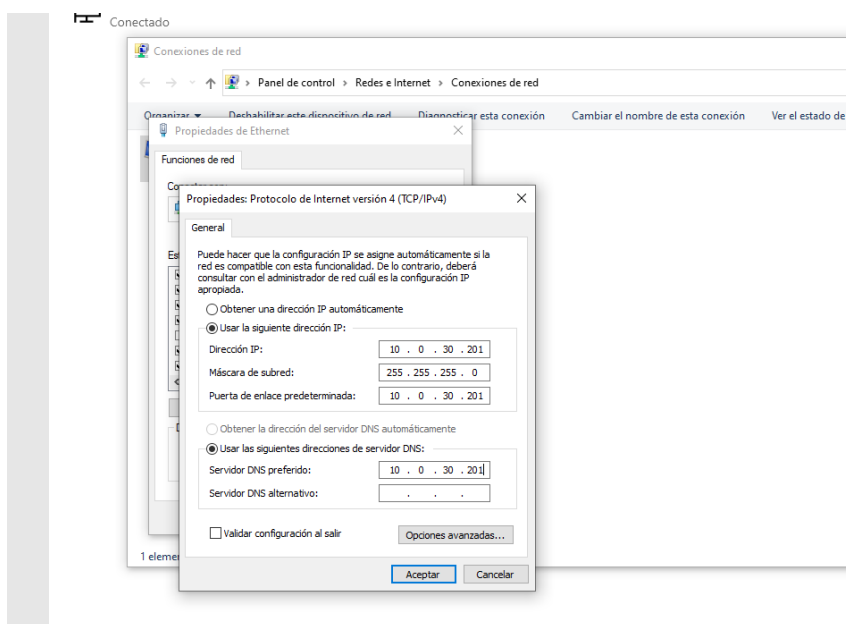 Conectado
Conexiones de red
Panel de control > Redes e Internet > Conexiones de red
Organizar Deshabilitar este dispositivo de red Diagnosticar esta conexión Cambiar el nombre de esta conexión Ver el estado de
Propiedades de Ethernet
Funciones de red
Propiedades: Protocolo de Internet versión 4 (TCP/IPv4)
General
Puede hacer que la configuración IP se asigne automáticamente si la
red es compatible con esta funcionalidad. De lo contrario, deberá
consultar con el administrador de red cuál es la configuración IP
apropiada.
Obtener una dirección IP automáticamente
Usar la siguiente dirección IP:
Dirección IP: 10 . 0 . 30 . 201
Máscara de subred: 255 . 255 . 255 . 0
Puerta de enlace predeterminada: 10 . 0 . 30 . 201
Obtener la dirección del servidor DNS automáticamente
Usar las siguientes direcciones de servidor DNS:
Servidor DNS preferido: 10 . 0 . 30 . 201
Servidor DNS alternativo: . . .
Validar configuración al salir
Opciones avanzadas...
1 eleme
Aceptar Cancelar